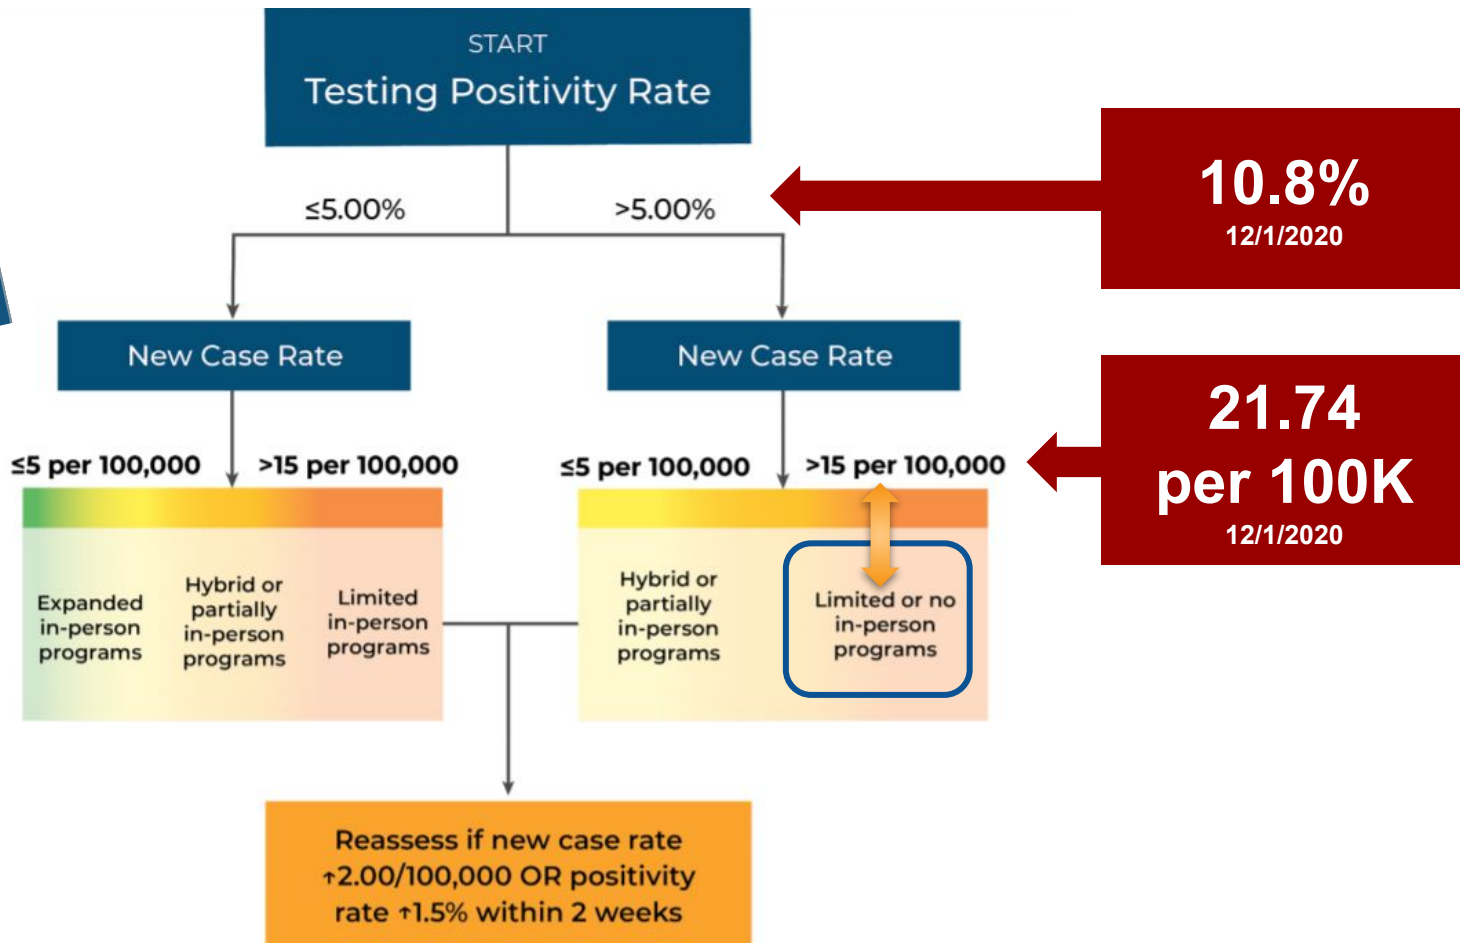 START
Testing Positivity Rate
≤5.00%
>5.00%
10.8%
12/1/2020
New Case Rate
New Case Rate
21.74
per 100K
12/1/2020
≤5 per 100,000
>15 per 100,000
≤5 per 100,000
>15 per 100,000
Expanded
in-person
programs
Hybrid or
partially
in-person
programs
Limited
in-person
programs
Hybrid or
partially
in-person
programs
Limited or no
in-person
programs
Reassess if new case rate
↑2.00/100,000 OR positivity
rate ↑1.5% within 2 weeks